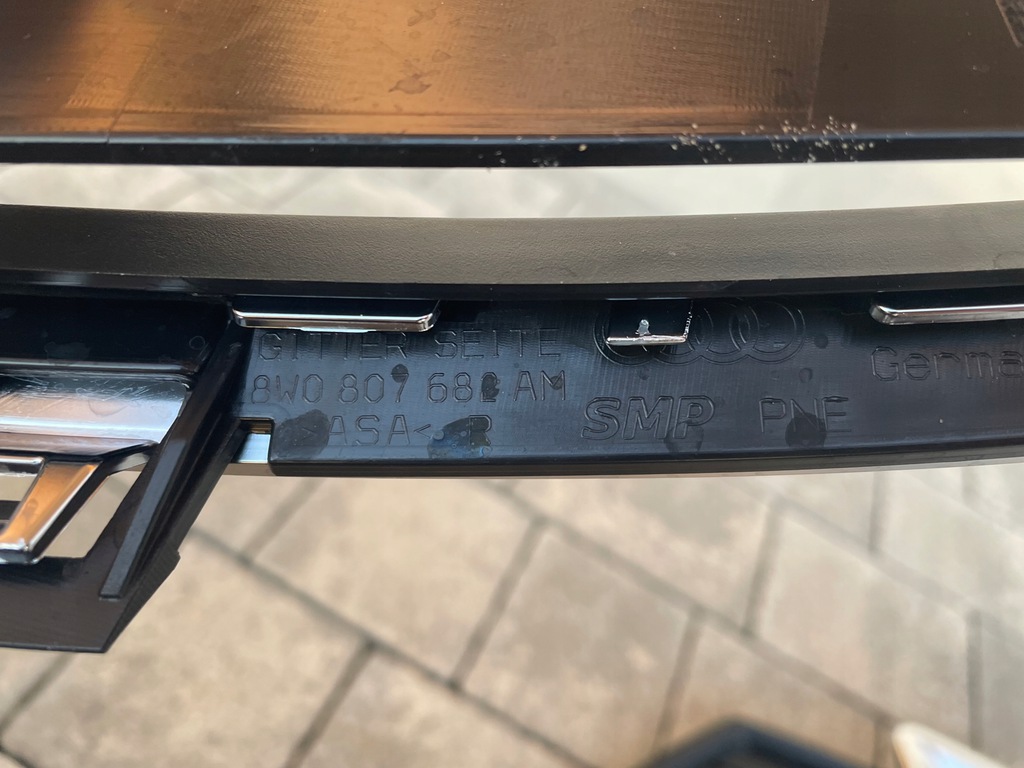 GITTER SEITE
8W0 807 682 AM
>ASA< R
SMP PNE